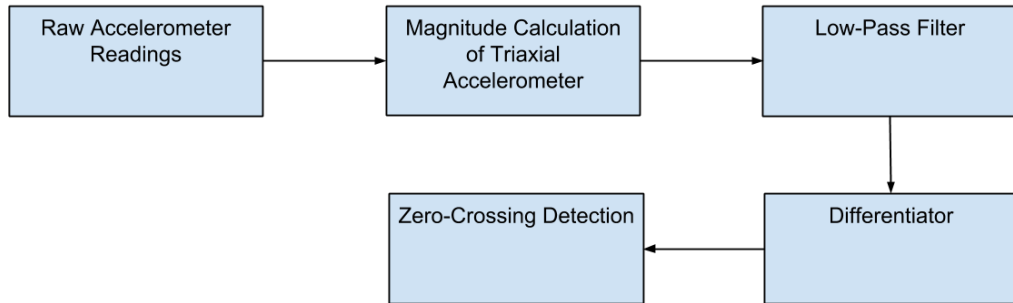 Raw Accelerometer
Readings
Magnitude Calculation
of Triaxial
Accelerometer
Low-Pass Filter
Zero-Crossing Detection
Differentiator